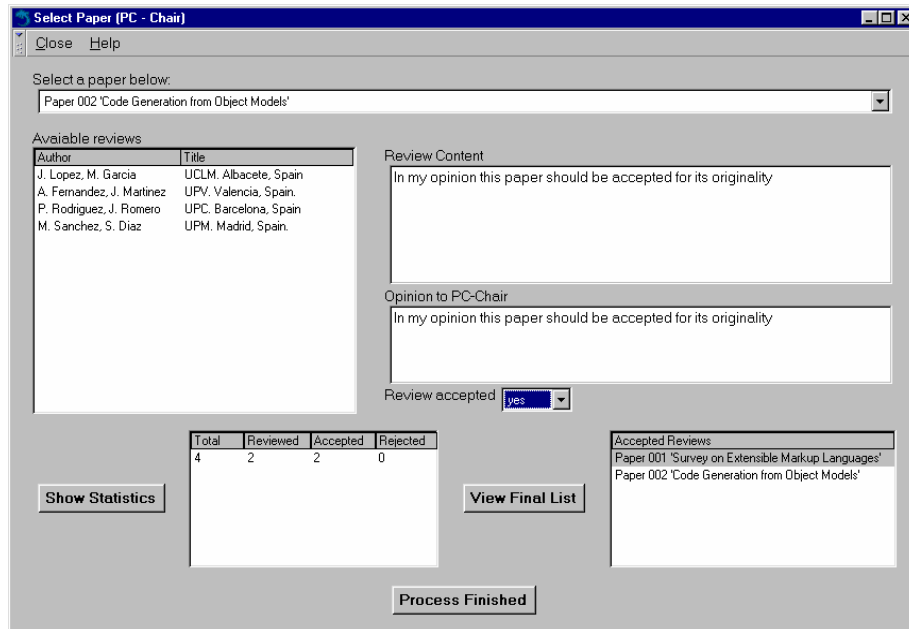 Select Paper (PC - Chair)
Close Help
Select a paper below:
Paper 002 'Code Generation from Object Models'
Avaiable reviews
Author Title
J. Lopez, M. Garcia UCLM. Albacete, Spain
A. Fernandez, J. Martinez UPV. Valencia, Spain.
P. Rodriguez, J. Romero UPC. Barcelona, Spain
M. Sanchez, S. Diaz UPM. Madrid, Spain.
Review Content
In my opinion this paper should be accepted for its originality
Opinion to PC-Chair
In my opinion this paper should be accepted for its originality
Review accepted yes
Show Statistics
Total Reviewed Accepted Rejected
4 2 2 0
View Final List
Accepted Reviews
Paper 001 'Survey on Extensible Markup Languages'
Paper 002 'Code Generation from Object Models'
Process Finished